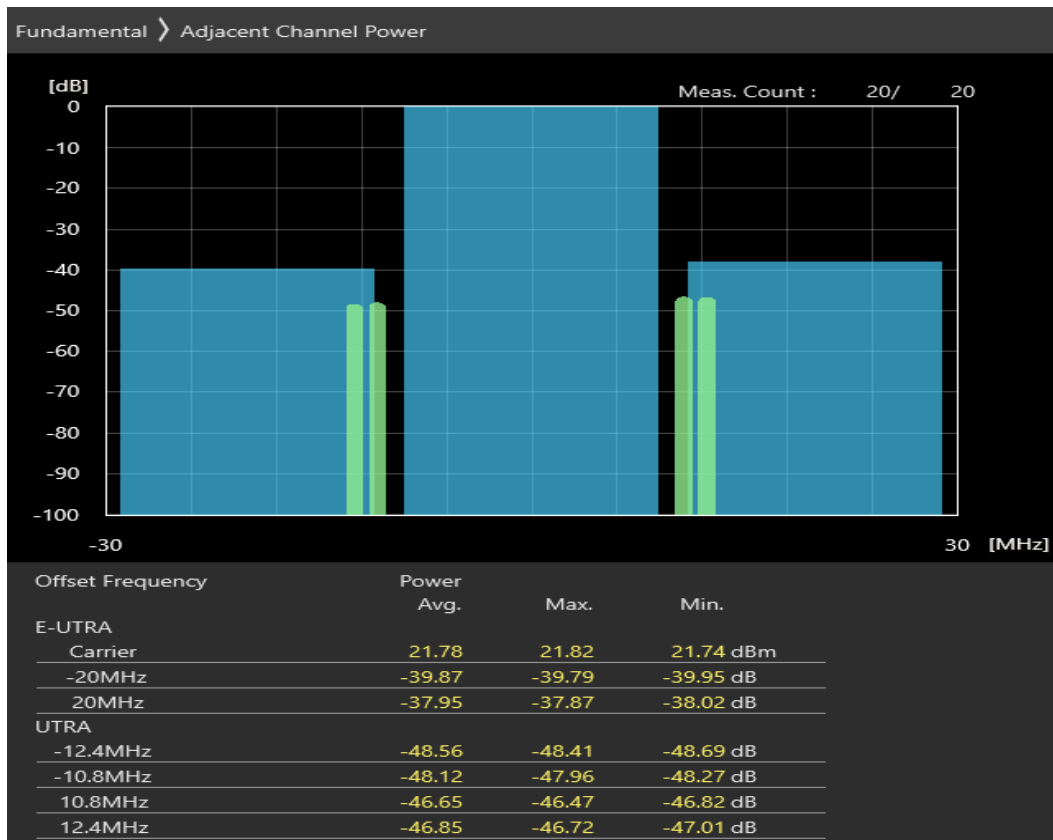 Fundamental 〉 Adjacent Channel Power
[dB]
Meas. Count : 20/ 20
0
-10
-20
-30
-40
-50
-60
-70
-80
-90
-100
-30 30 [MHz]
Offset Frequency Power
Avg. Max. Min.
E-UTRA
Carrier 21.78 21.82 21.74 dBm
-20MHz -39.87 -39.79 -39.95 dB
20MHz -37.95 -37.87 -38.02 dB
UTRA
-12.4MHz -48.56 -48.41 -48.69 dB
-10.8MHz -48.12 -47.96 -48.27 dB
10.8MHz -46.65 -46.47 -46.82 dB
12.4MHz -46.85 -46.72 -47.01 dB